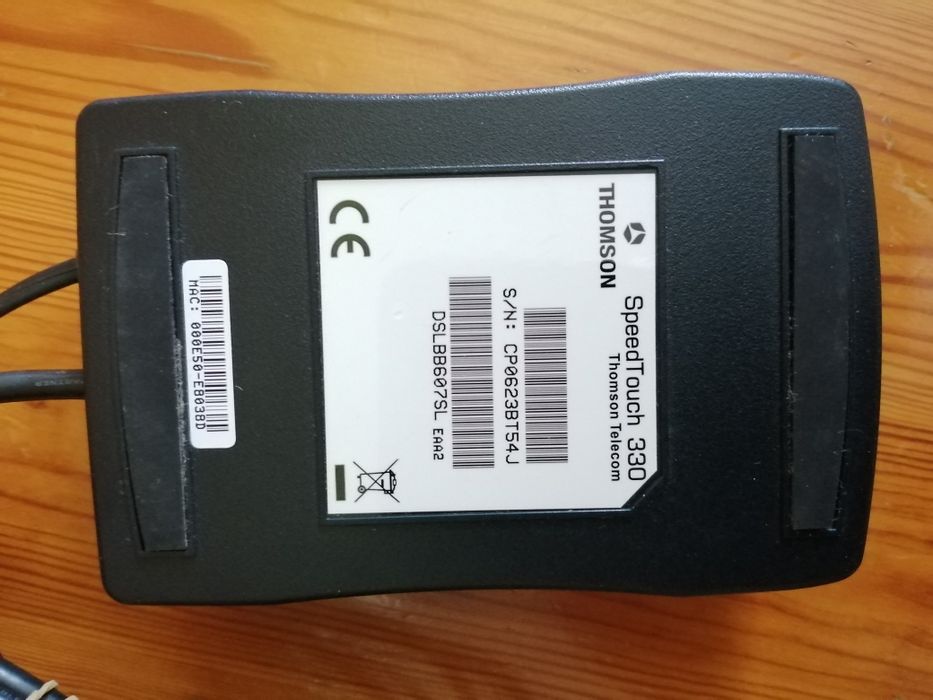 THOMSON
SpeedTouch 330
Thomson Telecom
S/N: CP0623BT54J
DSLBB607SL EAA2
CE
MAC: 000E50-E8038D